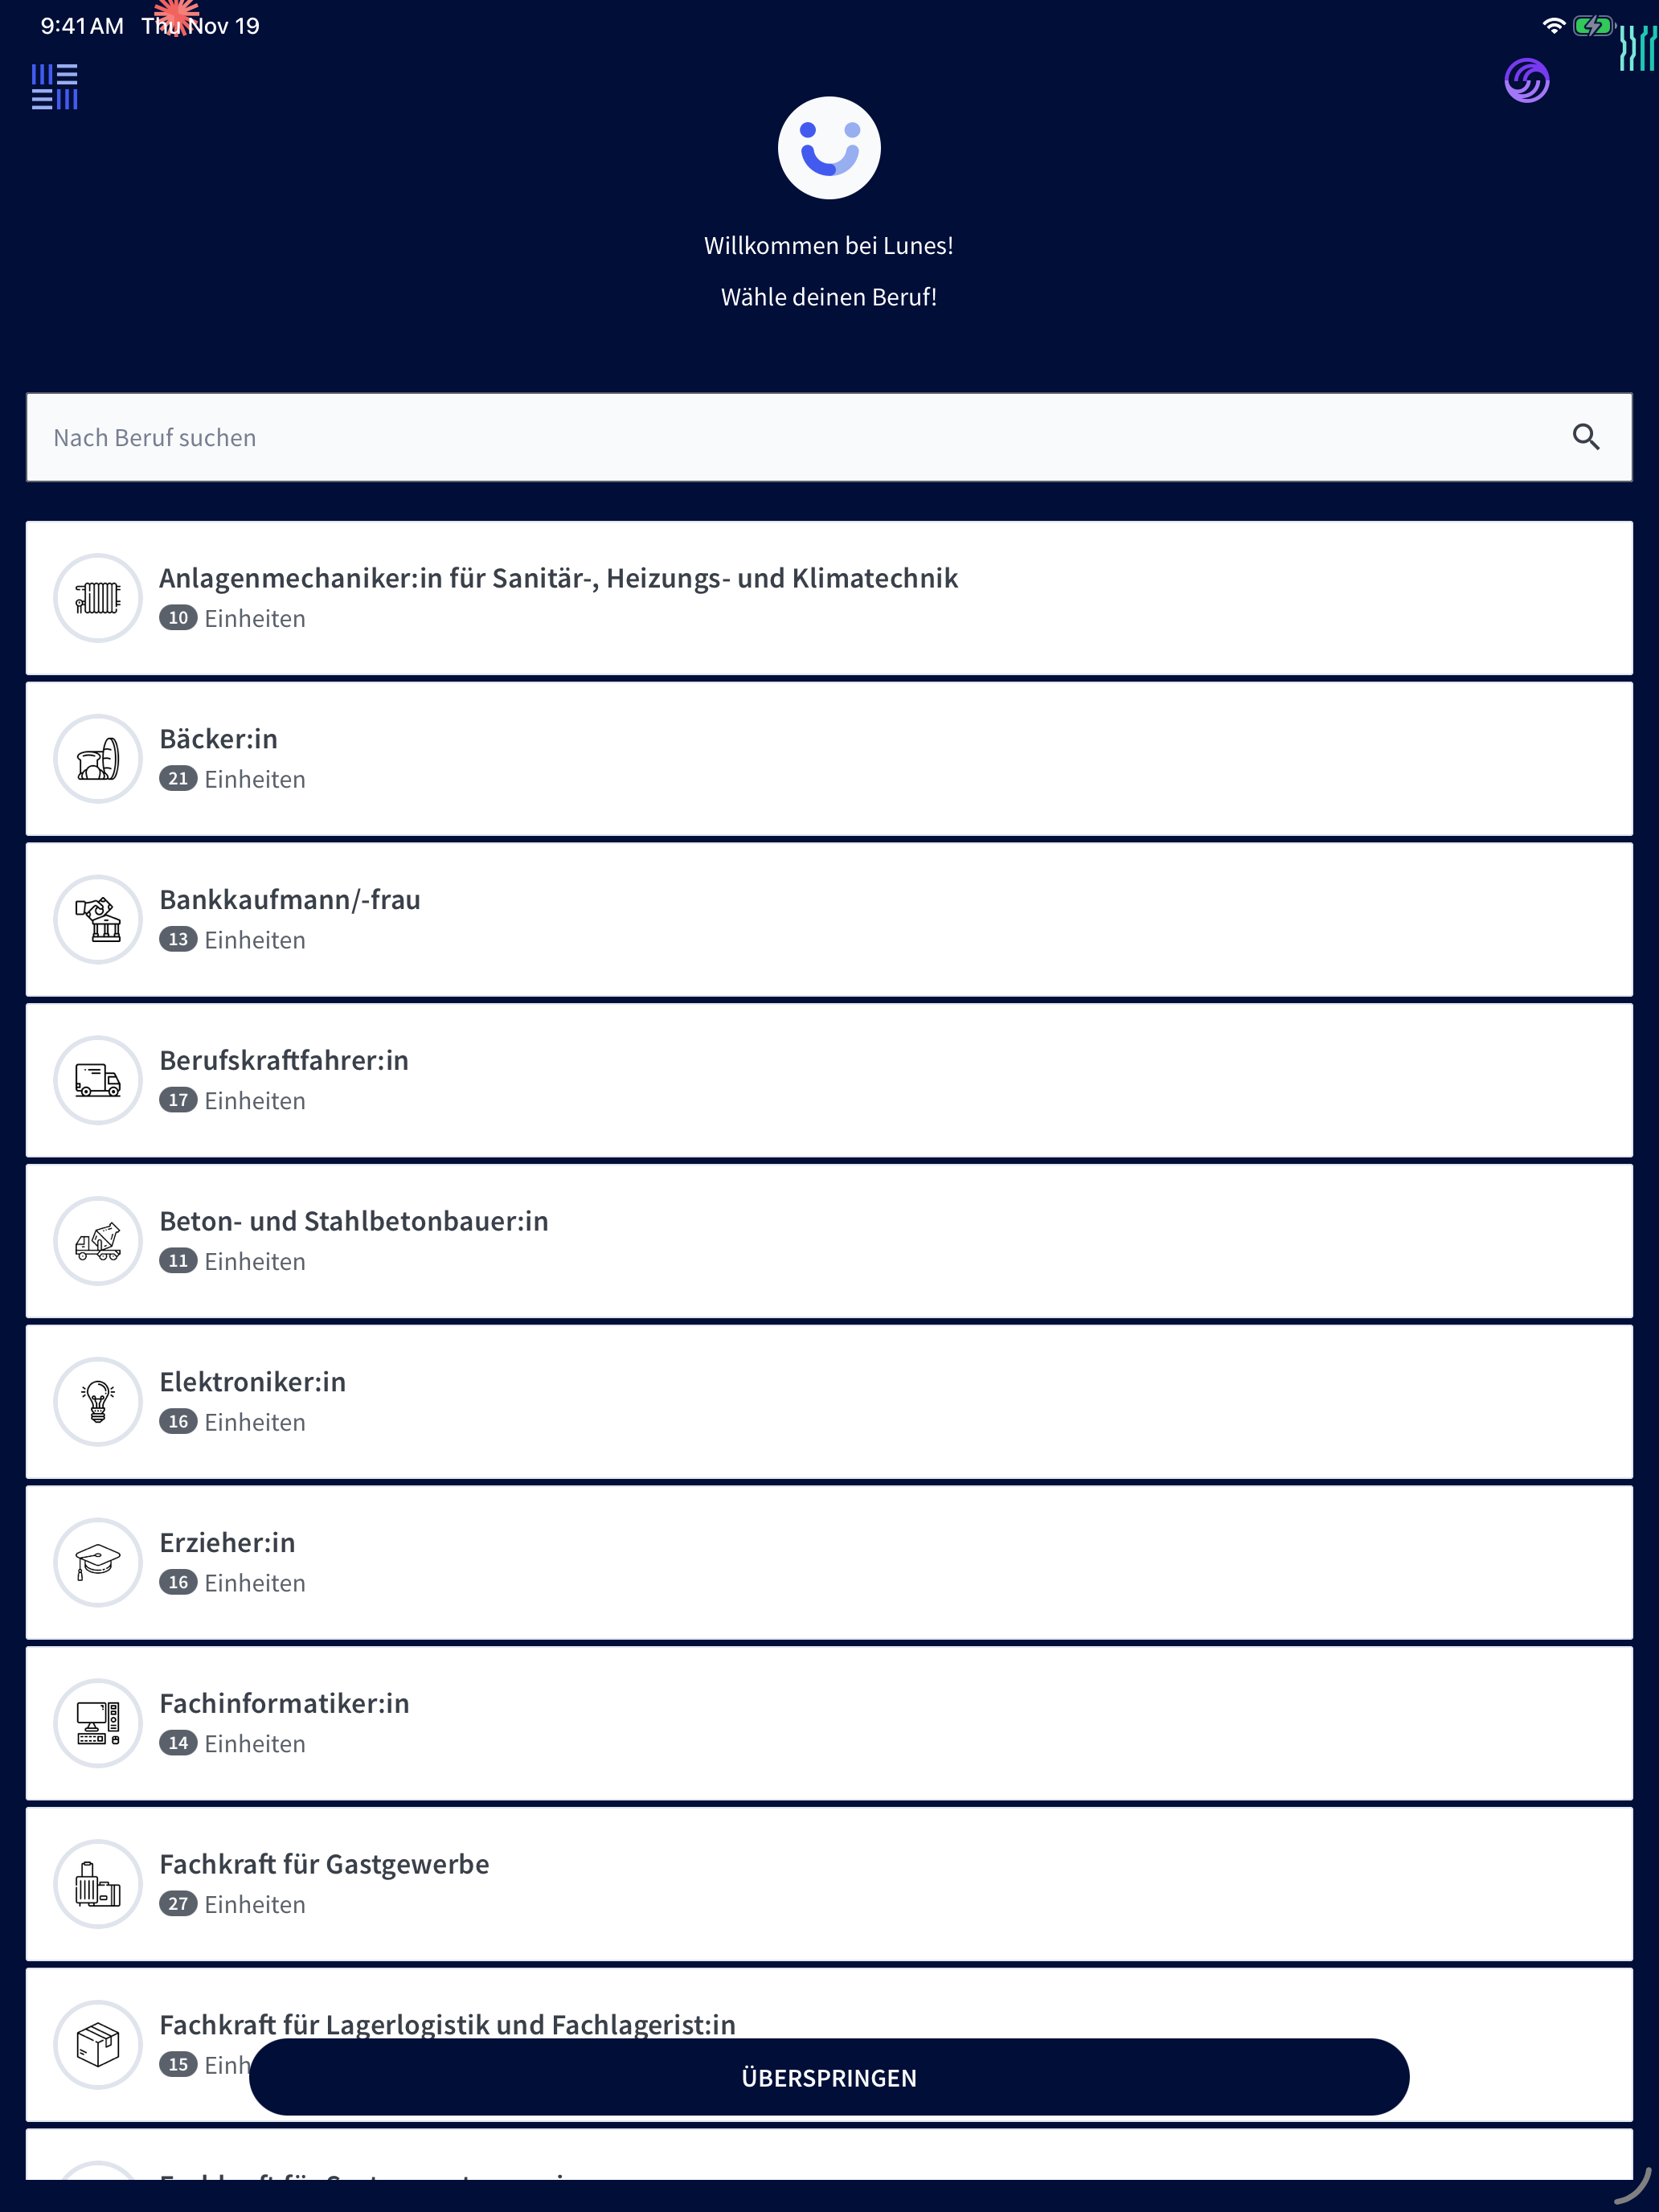 9:41 AM Thu Nov 19
Willkommen bei Lunes!
Wähle deinen Beruf!
Nach Beruf suchen
Anlagenmechaniker:in für Sanitär-, Heizungs- und Klimatechnik
10 Einheiten
Bäcker:in
21 Einheiten
Bankkaufmann/-frau
13 Einheiten
Berufskraftfahrer:in
17 Einheiten
Beton- und Stahlbetonbauer:in
11 Einheiten
Elektroniker:in
16 Einheiten
Erzieher:in
16 Einheiten
Fachinformatiker:in
14 Einheiten
Fachkraft für Gastgewerbe
27 Einheiten
Fachkraft für Lagerlogistik und Fachlagerist:in
15 Einh
ÜBERSPRINGEN
Fachkraft für